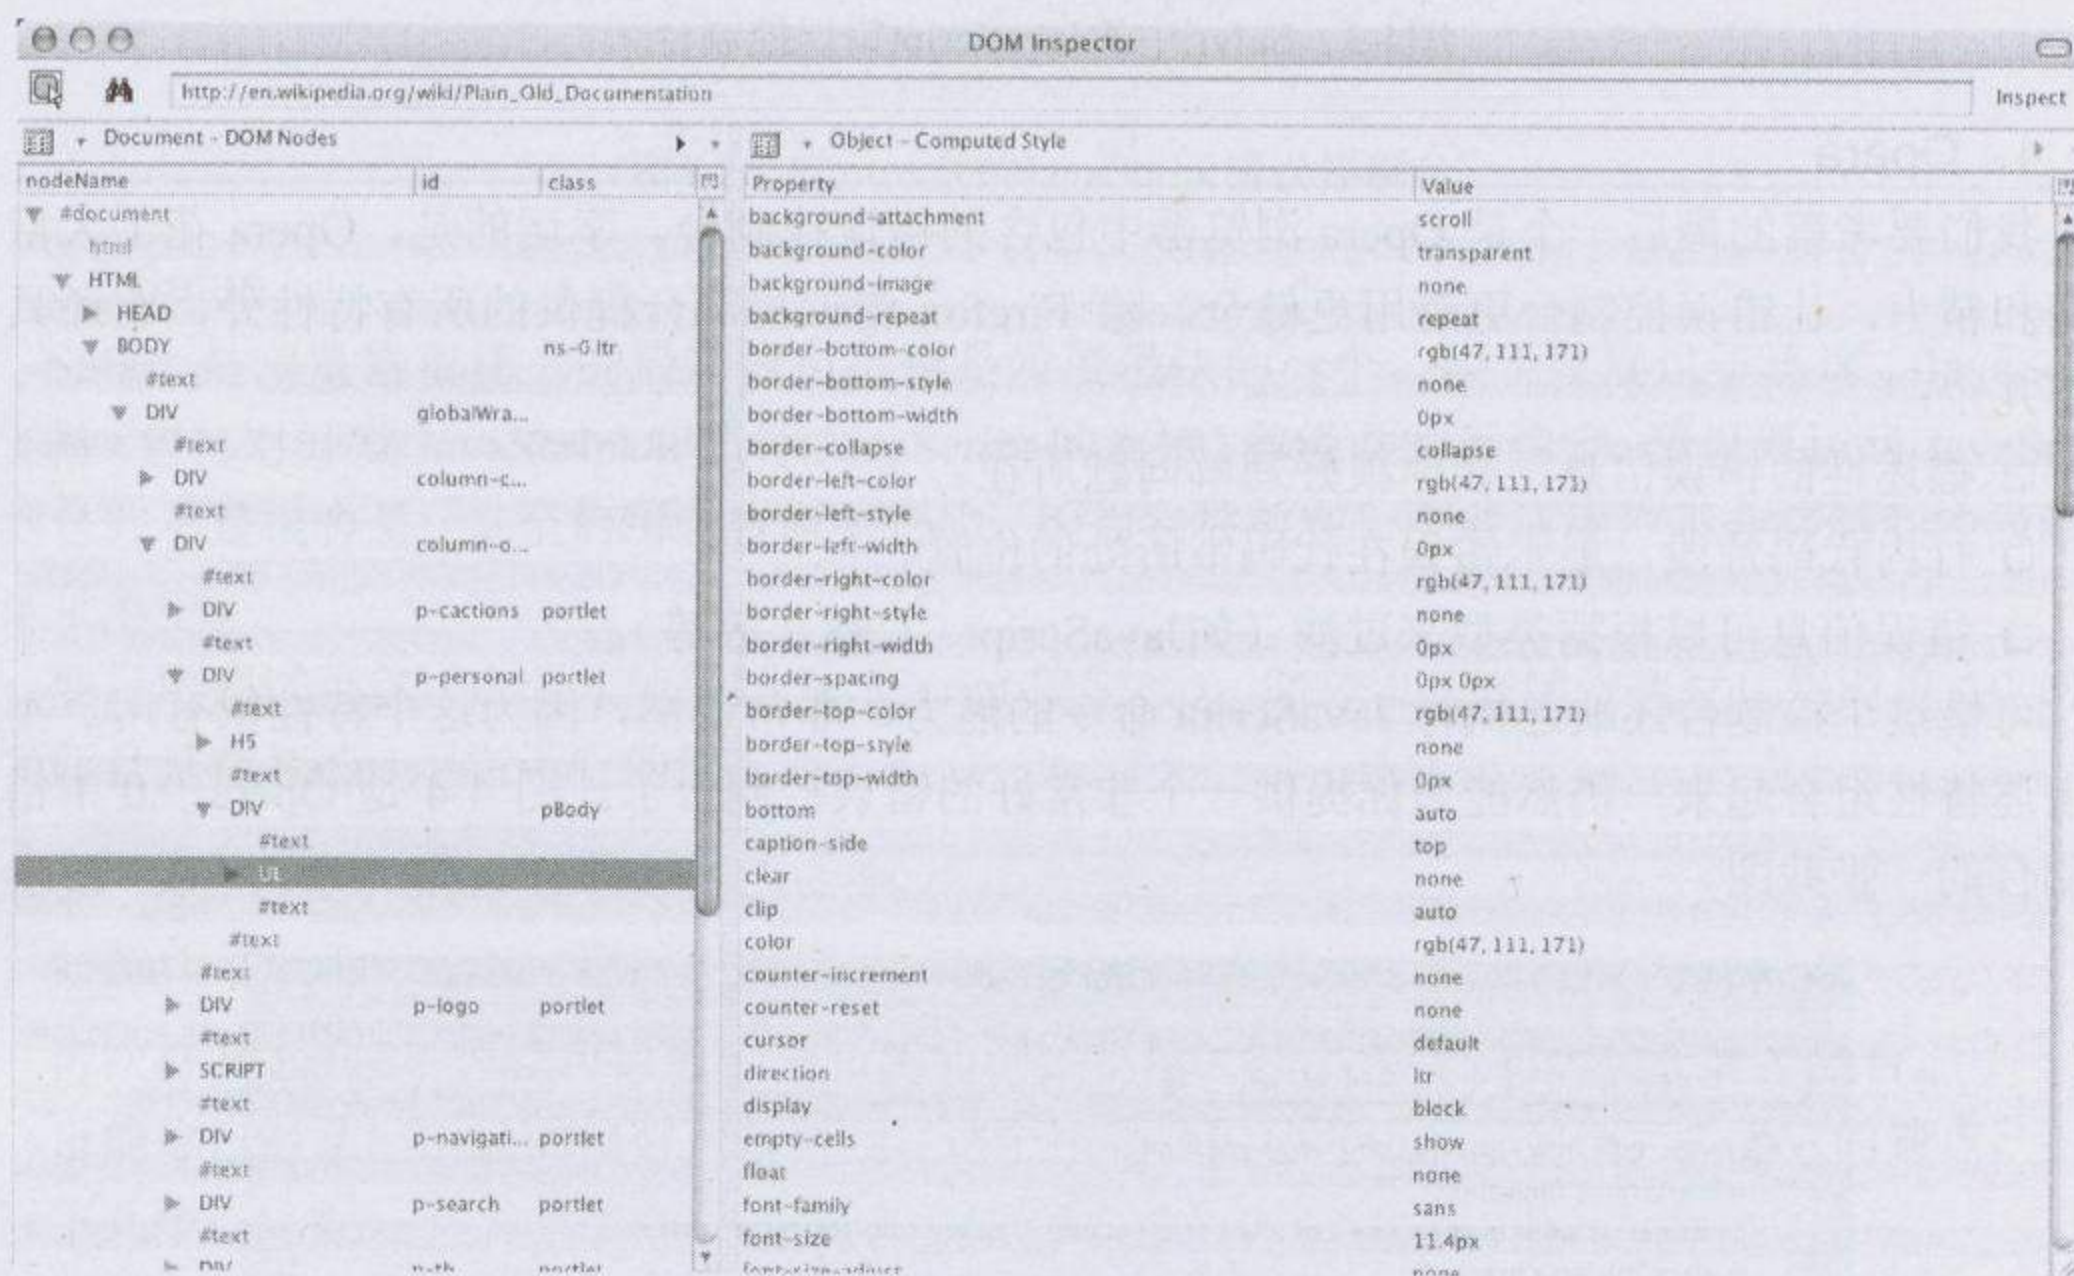 DOM Inspector
http://en.wikipedia.org/wiki/Plain_Old_Documentation
Inspect
Document - DOM Nodes
nodeName id class
#document
html
HTML
HEAD
BODY ns-0 ltr
#text
DIV globalWra...
#text
DIV column-c...
#text
DIV column-o...
#text
DIV p-cactions portlet
#text
DIV p-personal portlet
#text
H5
#text
DIV pBody
#text
UL
#text
#text
#text
DIV p-logo portlet
#text
SCRIPT
#text
DIV p-navigati... portlet
#text
DIV p-search portlet
#text
DIV p-tb portlet
Object - Computed Style
Property Value
background-attachment scroll
background-color transparent
background-image none
background-repeat repeat
border-bottom-color rgb(47, 111, 171)
border-bottom-style none
border-bottom-width 0px
border-collapse collapse
border-left-color rgb(47, 111, 171)
border-left-style none
border-left-width 0px
border-right-color rgb(47, 111, 171)
border-right-style none
border-right-width 0px
border-spacing 0px 0px
border-top-color rgb(47, 111, 171)
border-top-style none
border-top-width 0px
bottom auto
caption-side top
clear none
clip auto
color rgb(47, 111, 171)
counter-increment none
counter-reset none
cursor default
direction ltr
display block
empty-cells show
float none
font-family sans
font-size 11.4px
font-size-adjust none